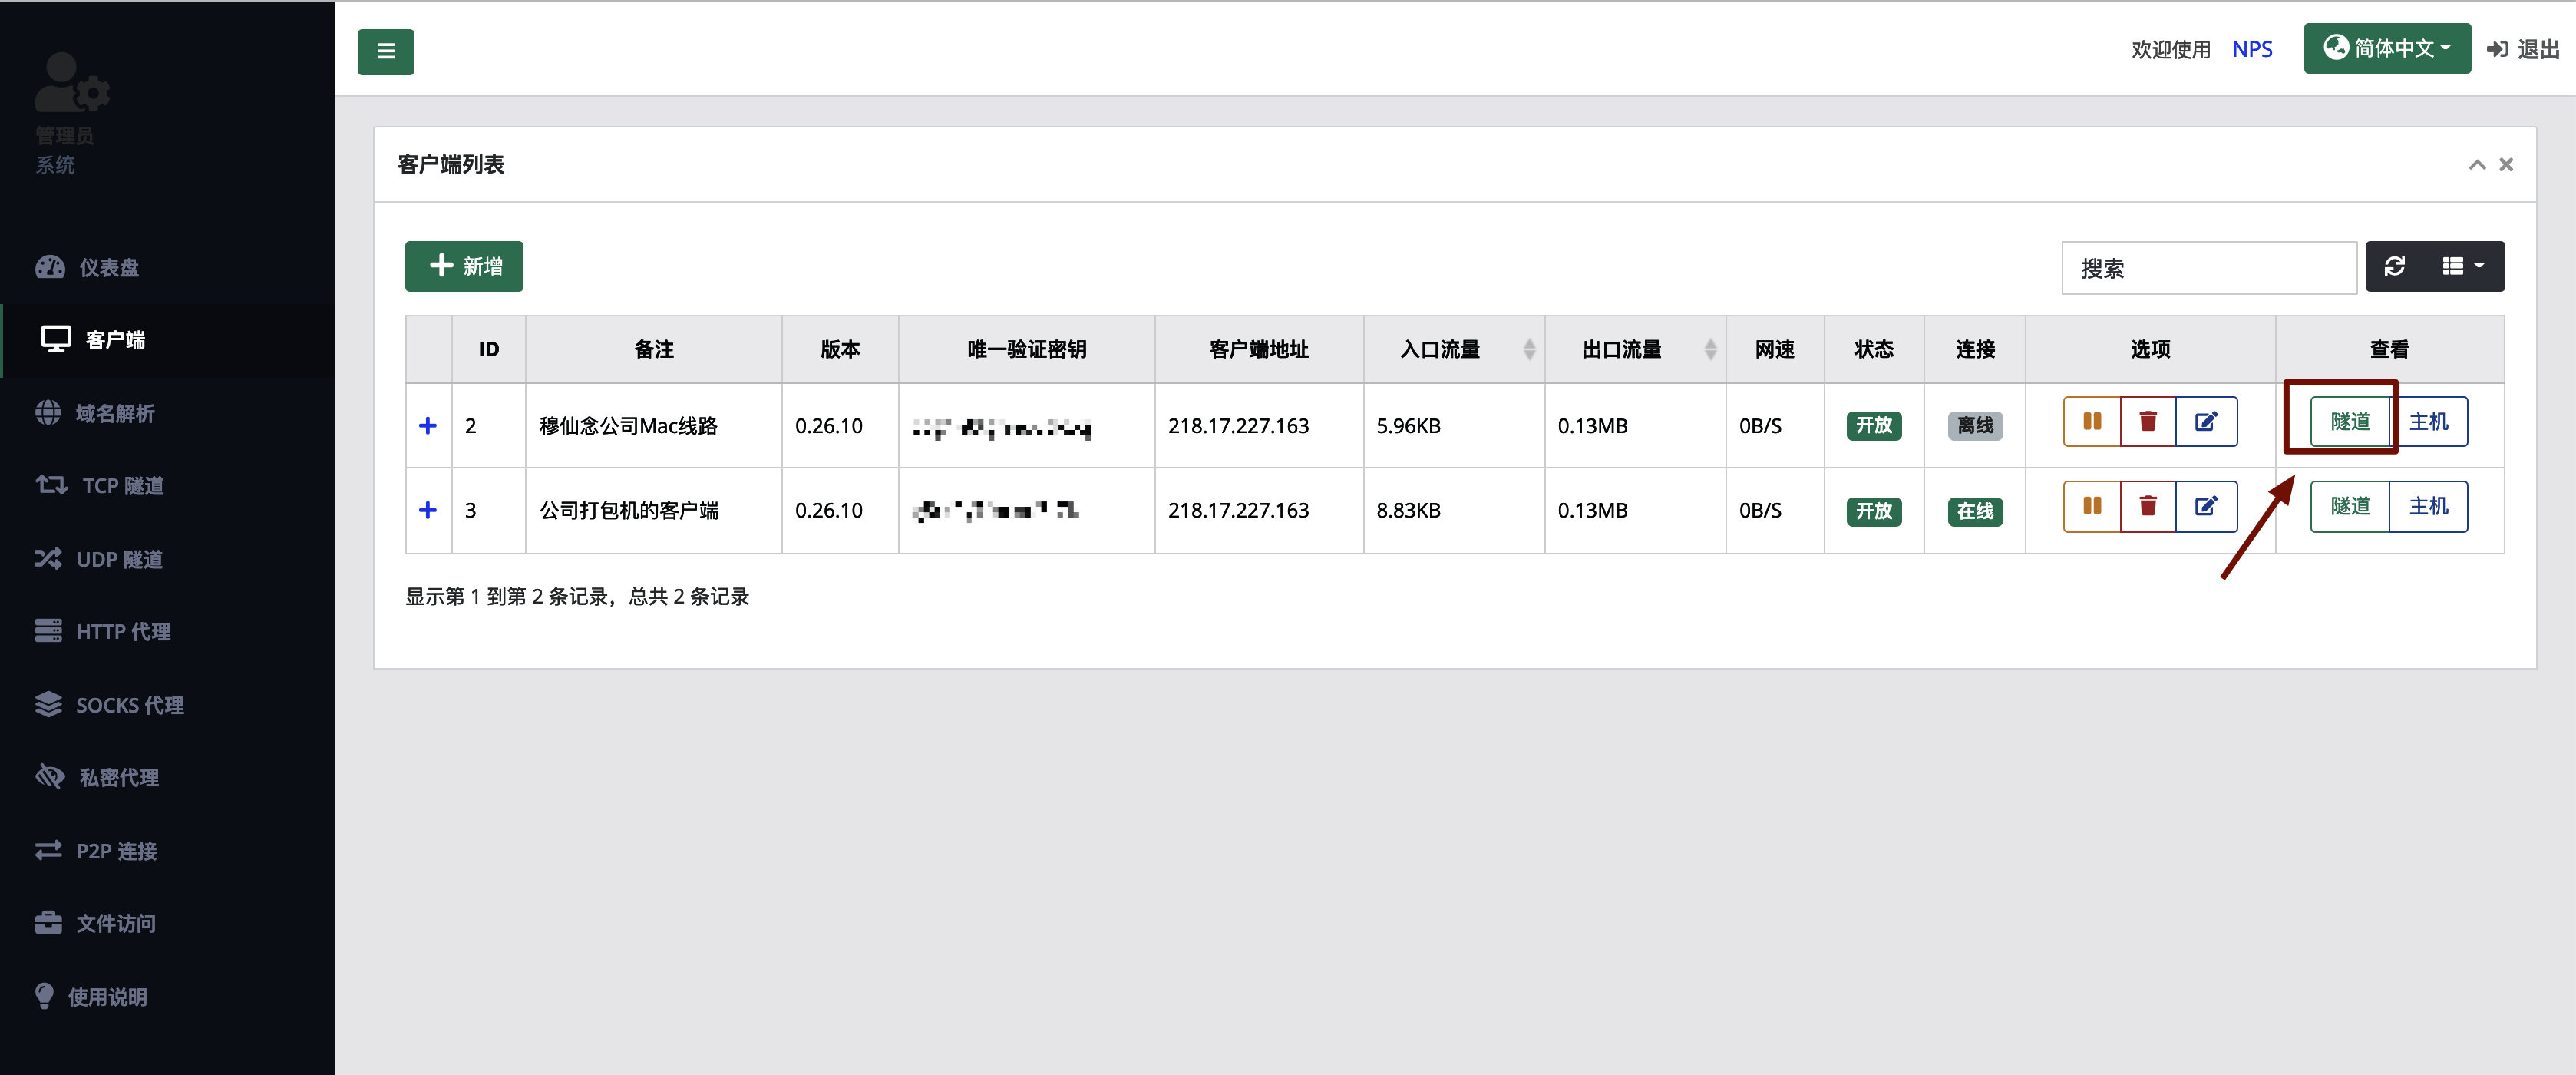 欢迎使用 NPS 简体中文 退出
管理员
系统
仪表盘
客户端
域名解析
TCP 隧道
UDP 隧道
HTTP 代理
SOCKS 代理
私密代理
P2P 连接
文件访问
使用说明
客户端列表
新增
搜索
ID 备注 版本 唯一验证密钥 客户端地址 入口流量 出口流量 网速 状态 连接 选项 查看
2 穆仙念公司Mac线路 0.26.10 218.17.227.163 5.96KB 0.13MB 0B/S 开放 离线 隧道 主机
3 公司打包机的客户端 0.26.10 218.17.227.163 8.83KB 0.13MB 0B/S 开放 在线 隧道 主机
显示第 1 到第 2 条记录，总共 2 条记录